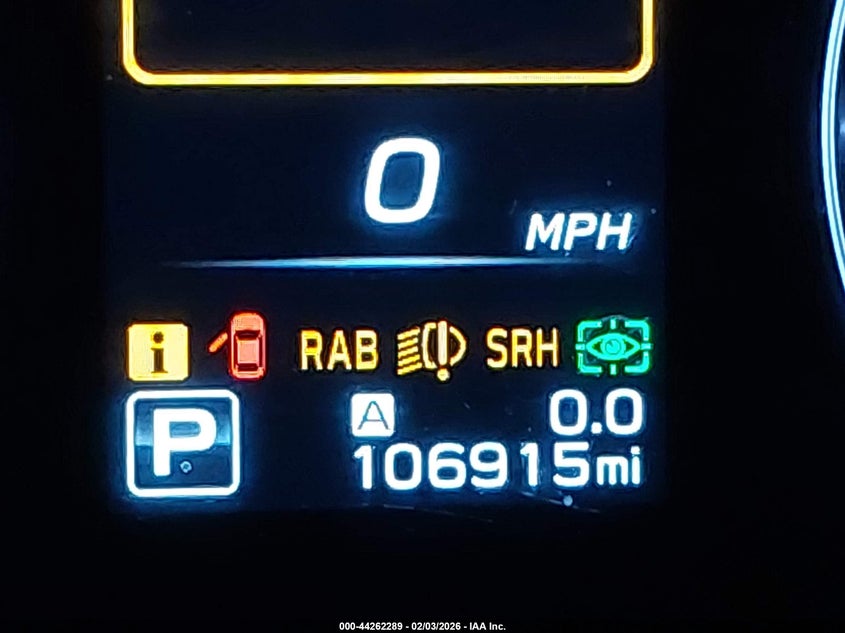 0
MPH
i RAB SRH
P A 0.0
106915mi
000-44262289 - 02/03/2026 - IAA Inc.